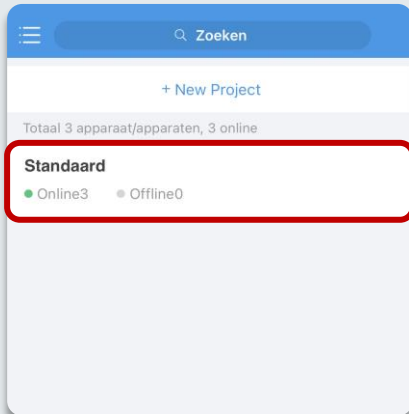 Zoeken
+ New Project
Totaal 3 apparaat/apparaten, 3 online
Standaard
Online3 Offline0